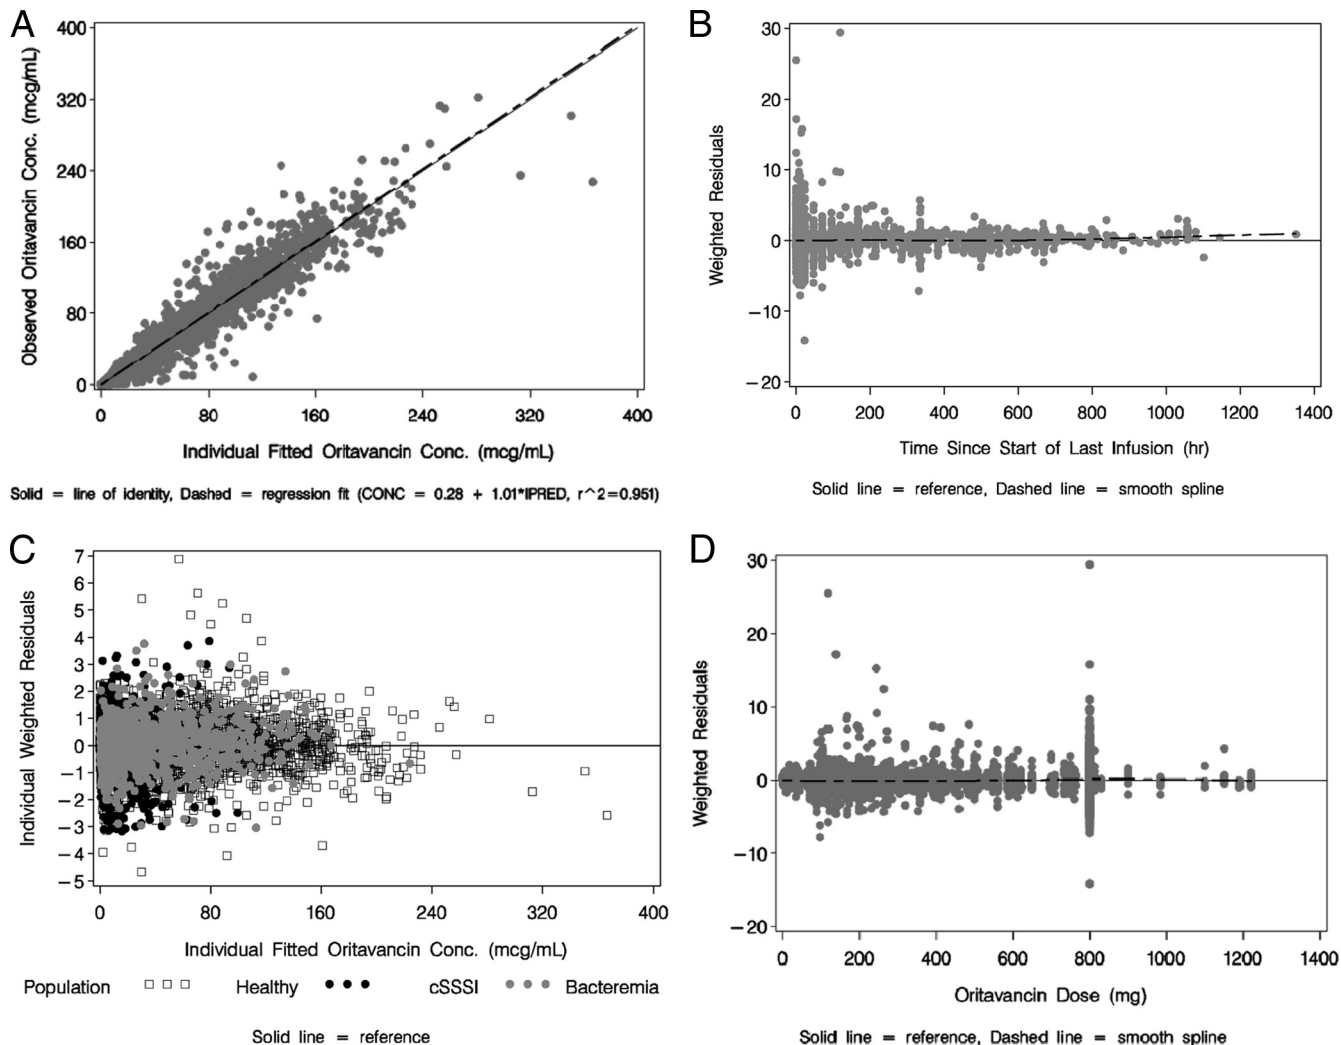 A
Observed Oritavancin Conc. (mcg/mL)
400
320
240
160
80
0
0 80 160 240 320 400
Individual Fitted Oritavancin Conc. (mcg/mL)
Solid = line of identity, Dashed = regression fit (CONC = 0.28 + 1.01*IPRED, r^2=0.951)
B
Weighted Residuals
30
20
10
0
−10
−20
0 200 400 600 800 1000 1200 1400
Time Since Start of Last Infusion (hr)
Solid line = reference, Dashed line = smooth spline
C
Individual Weighted Residuals
7
6
5
4
3
2
1
0
−1
−2
−3
−4
−5
0 80 160 240 320 400
Individual Fitted Oritavancin Conc. (mcg/mL)
Population Healthy cSSSI Bacteremia
Solid line = reference
D
Weighted Residuals
30
20
10
0
−10
−20
0 200 400 600 800 1000 1200 1400
Oritavancin Dose (mg)
Solid line = reference, Dashed line = smooth spline